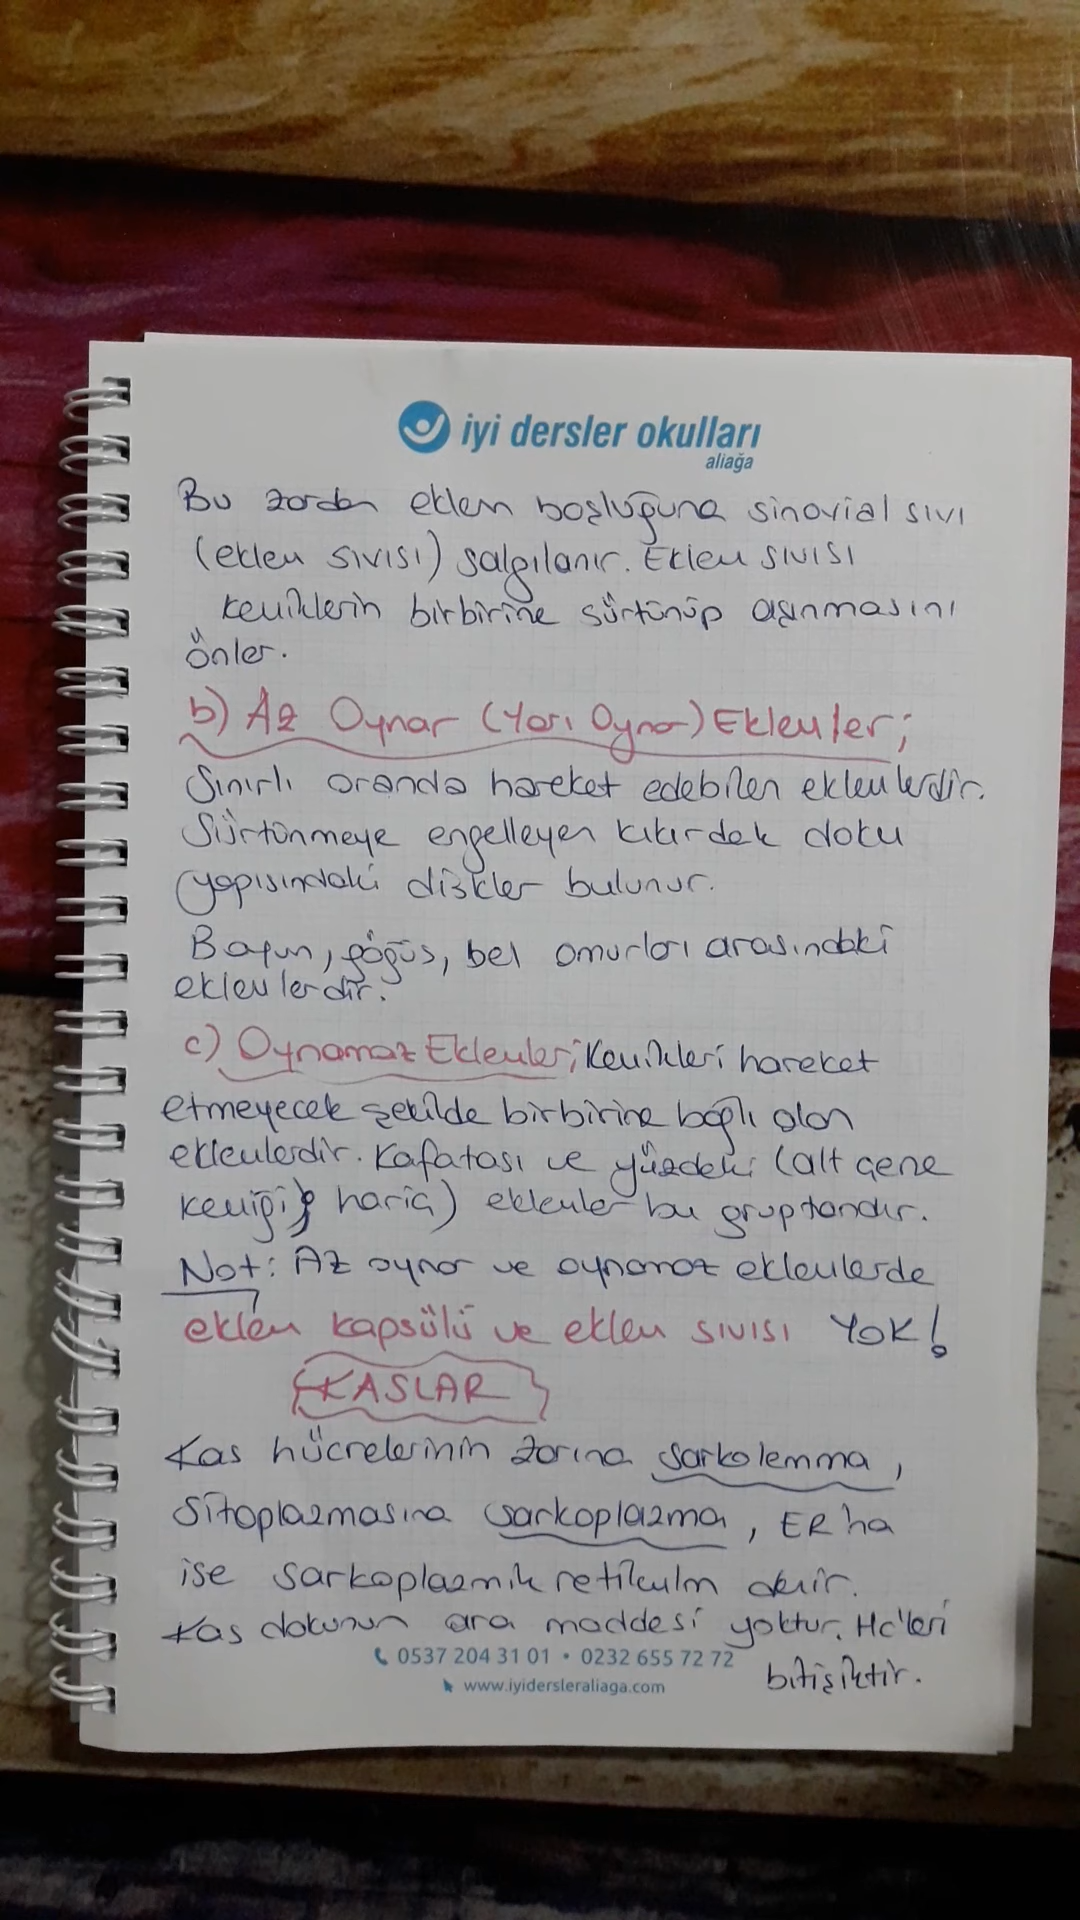 iyi dersler okulları
aliağa
Bu zardan eklem boşluğuna sinovial sıvı
(eklem sıvısı) salgılanır. Eklem sıvısı
kemiklerin birbirine sürtünüp aşınmasını
önler.
b) Az Oynar (Yarı Oynar) Eklemler;
Sınırlı oranda hareket edebilen eklemlerdir.
Sürtünmeye engelleyen kıkırdak doku
yapısındaki diskler bulunur.
Boyun, göğüs, bel omurları arasındaki
eklemlerdir.
c) Oynamaz Eklemler; Kemikleri hareket
etmeyecek şekilde birbirine bağlı olan
eklemlerdir. Kafatası ve yüzdeki (alt çene
kemiği hariç) eklemler bu gruptandır.
Not: Az oynar ve oynamaz eklemlerde
eklem kapsülü ve eklem sıvısı YOK!
KASLAR
Kas hücrelerinin zarına sarkolemma,
Sitoplazmasına sarkoplazma, ER'na
ise sarkoplazmik retikulm denir.
Kas dokunun ara maddesi yoktur. Hc'leri
bitişiktir.
0537 204 31 01 • 0232 655 72 72
www.iyidersleraliaga.com